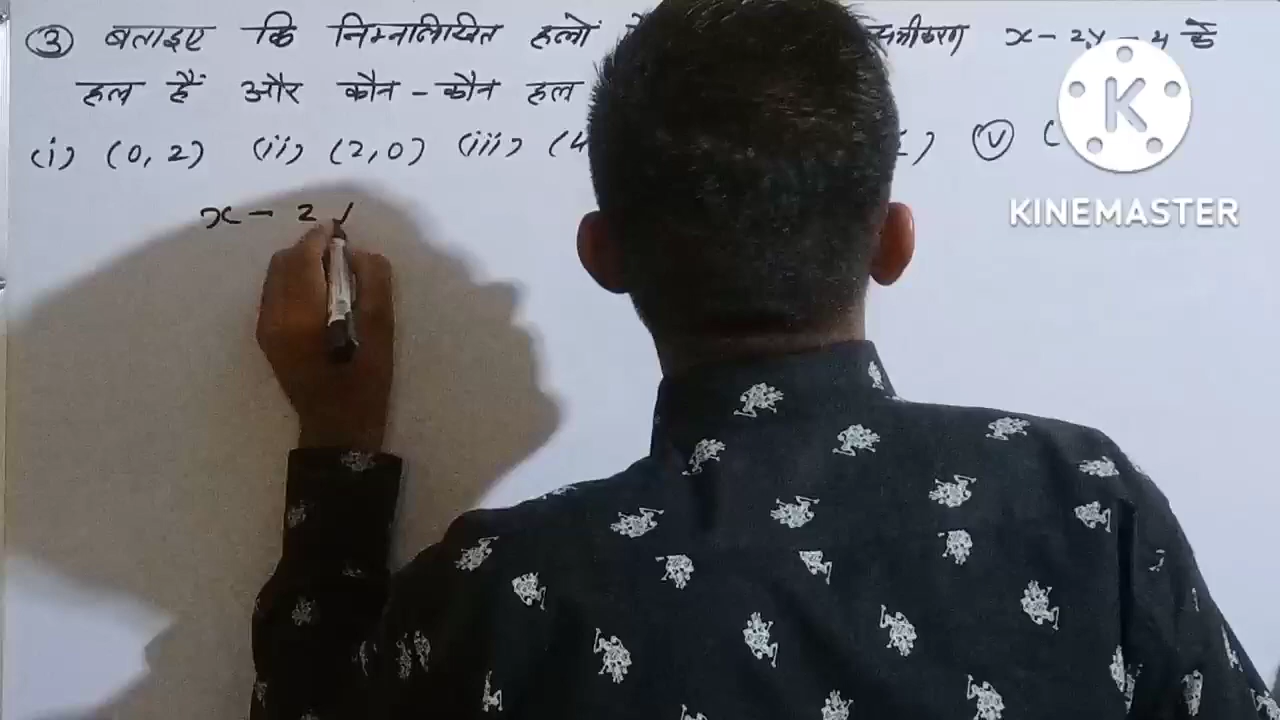 ③ बताइए कि निम्नलिखित हलों समीकरण x - 2y - 4 के
हल हैं और कौन - कौन हल
(i) (0, 2) (ii) (2, 0) (iii) (4 ) Ⓥ (
x - 2y
K
KINEMASTER